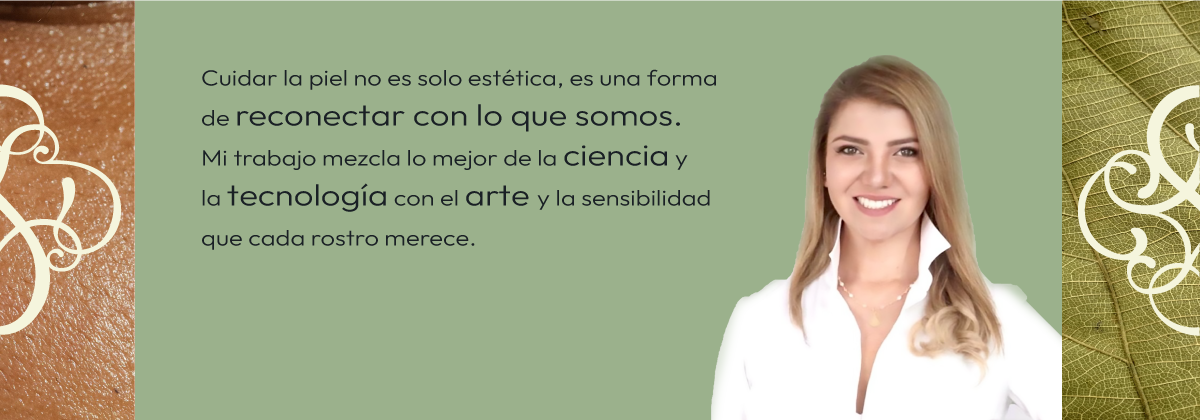 Cuidar la piel no es solo estética, es una forma
de reconectar con lo que somos.
Mi trabajo mezcla lo mejor de la ciencia y
la tecnología con el arte y la sensibilidad
que cada rostro merece.